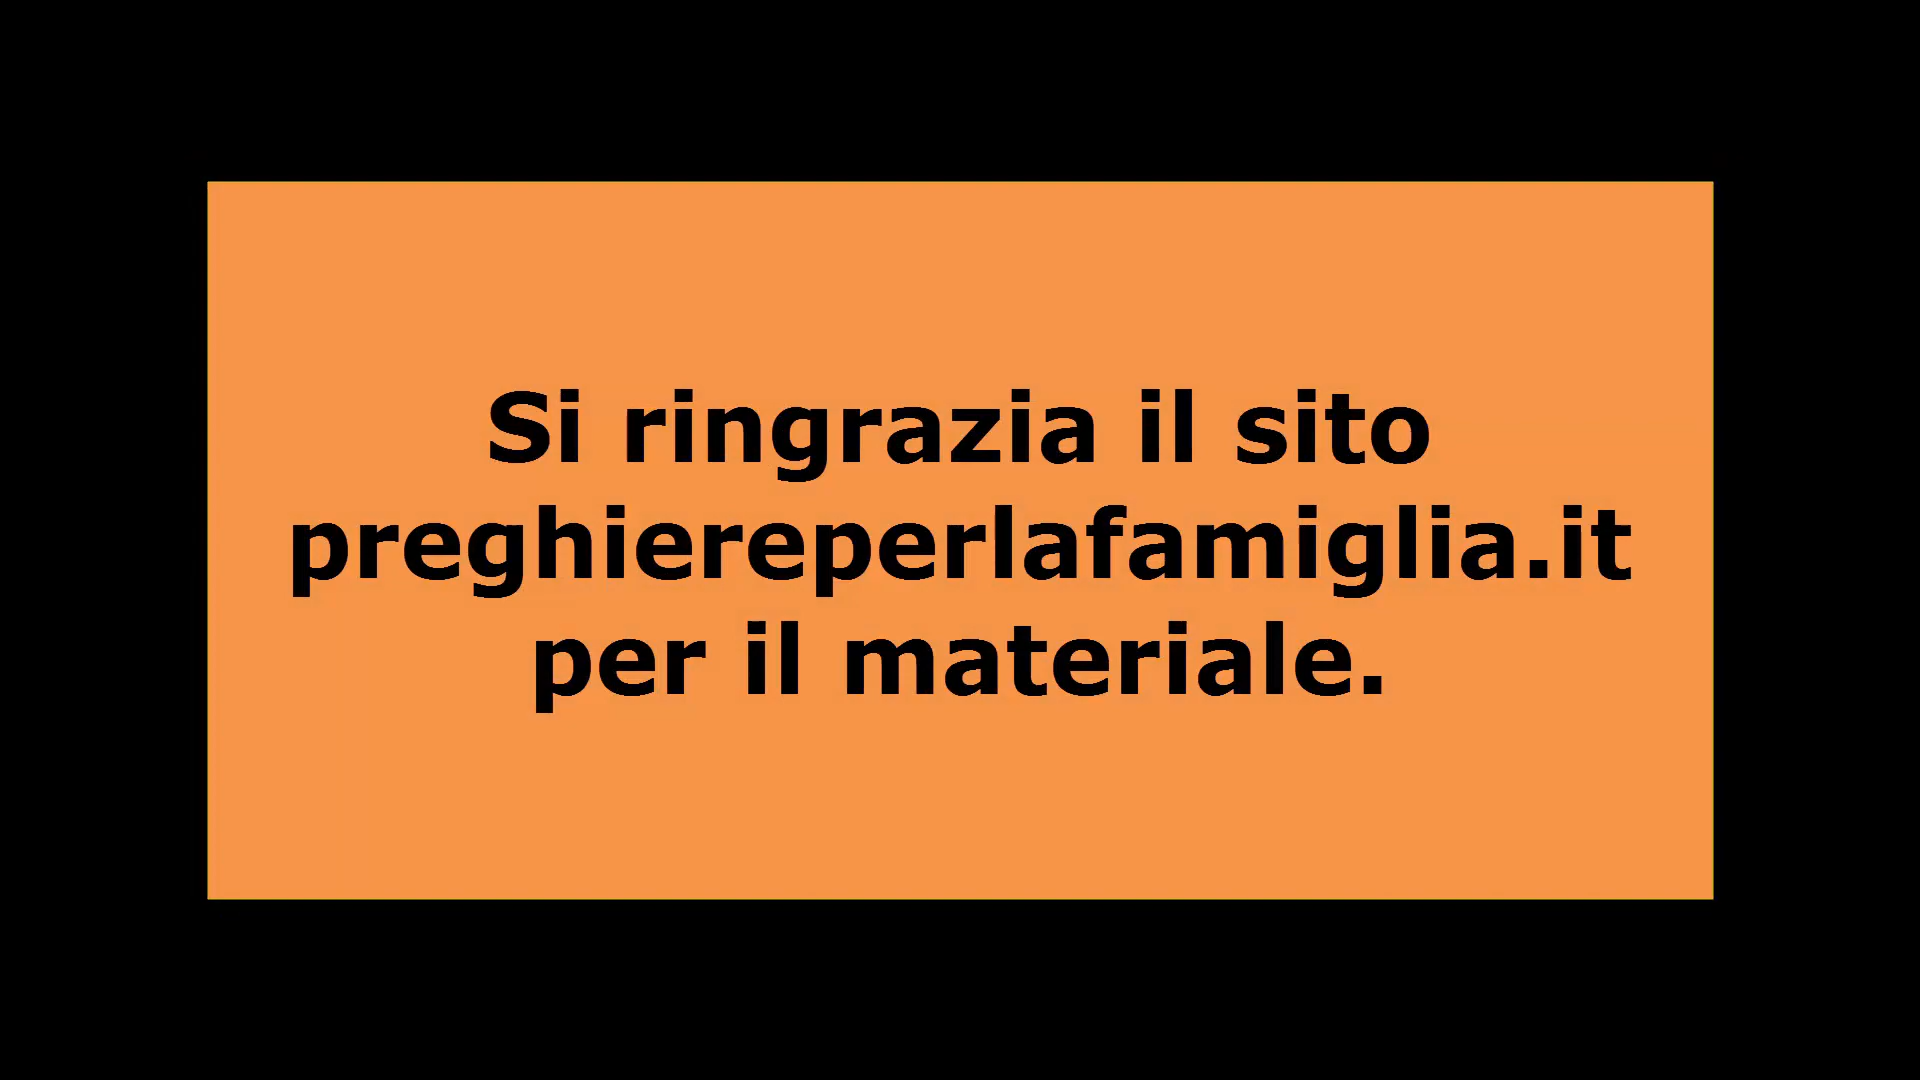 Si ringrazia il sito
preghiereperlafamiglia.it
per il materiale.